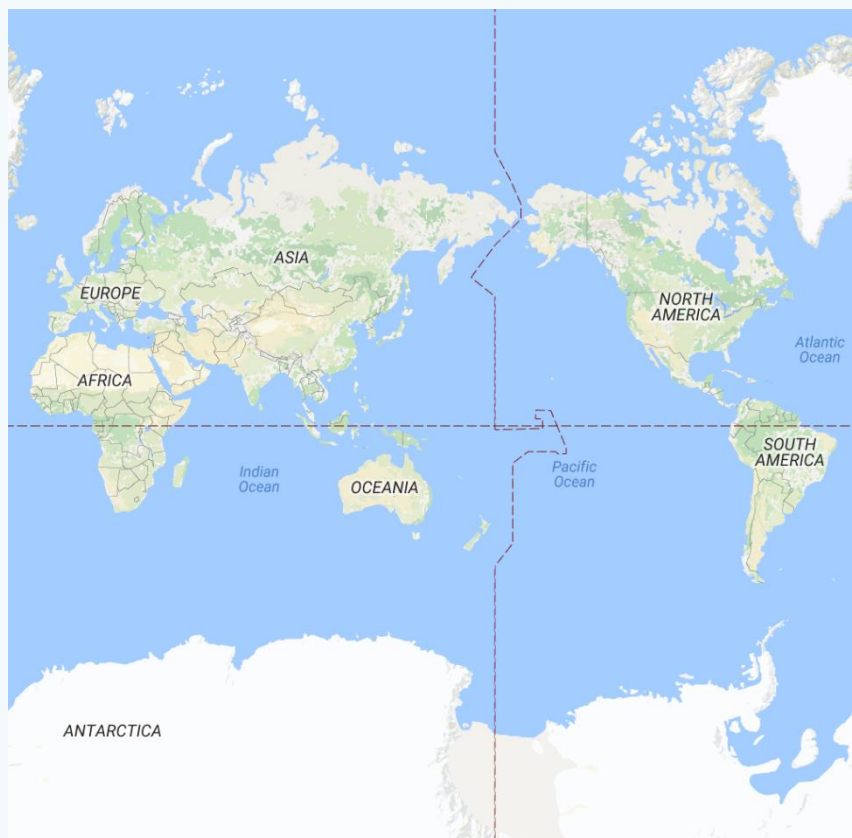 ASIA
EUROPE
NORTH
AMERICA
Atlantic
Ocean
AFRICA
SOUTH
AMERICA
Indian
Ocean
OCEANIA
Pacific
Ocean
ANTARCTICA